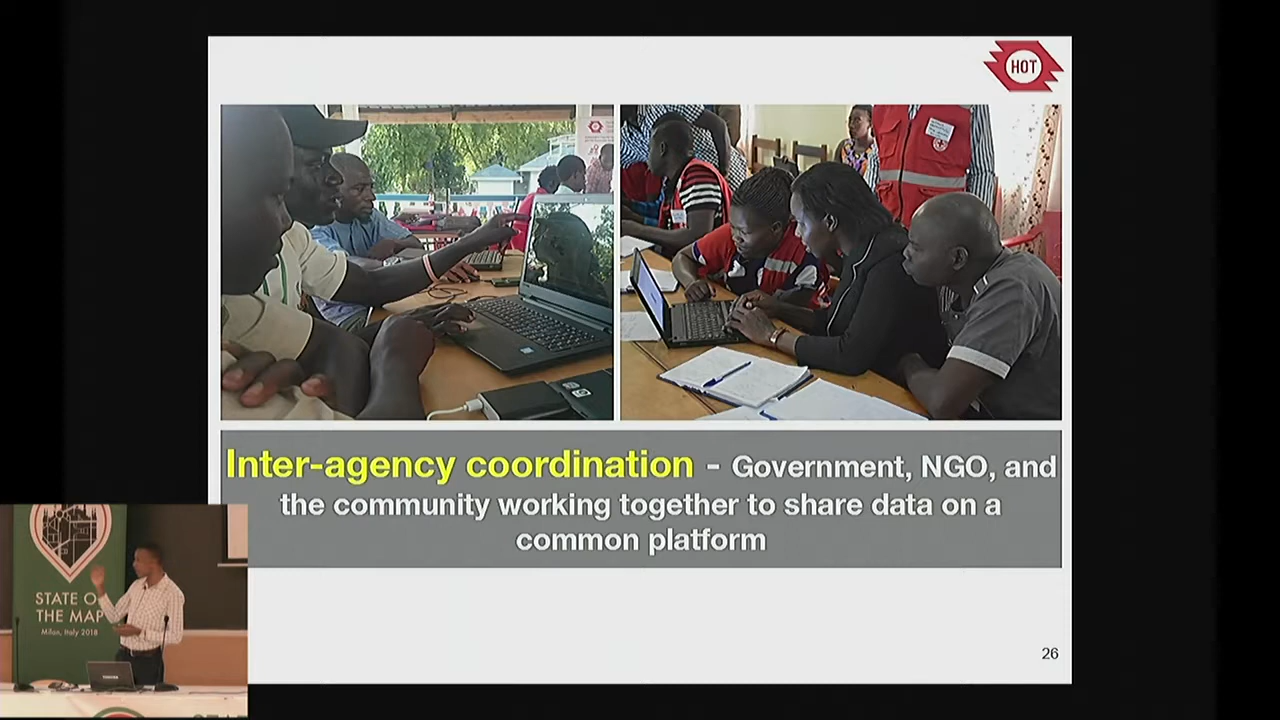 HOT
Inter-agency coordination - Government, NGO, and
the community working together to share data on a
common platform
STATE OF
THE MAP
Milan, Italy 2018
26